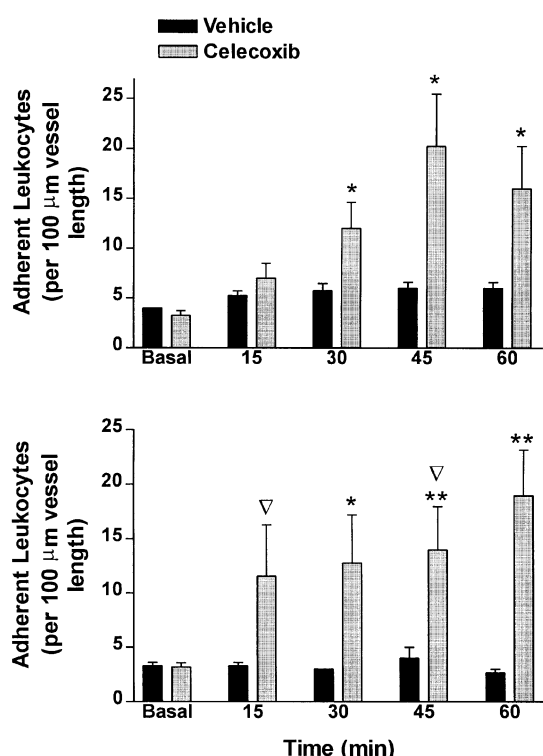 Vehicle
Celecoxib
Adherent Leukocytes
(per 100 μm vessel
length)
25
20
15
10
5
0
*
*
*
Basal 15 30 45 60
Adherent Leukocytes
(per 100 μm vessel
length)
25
20
15
10
5
0
∇
*
∇
**
**
Basal 15 30 45 60
Time (min)